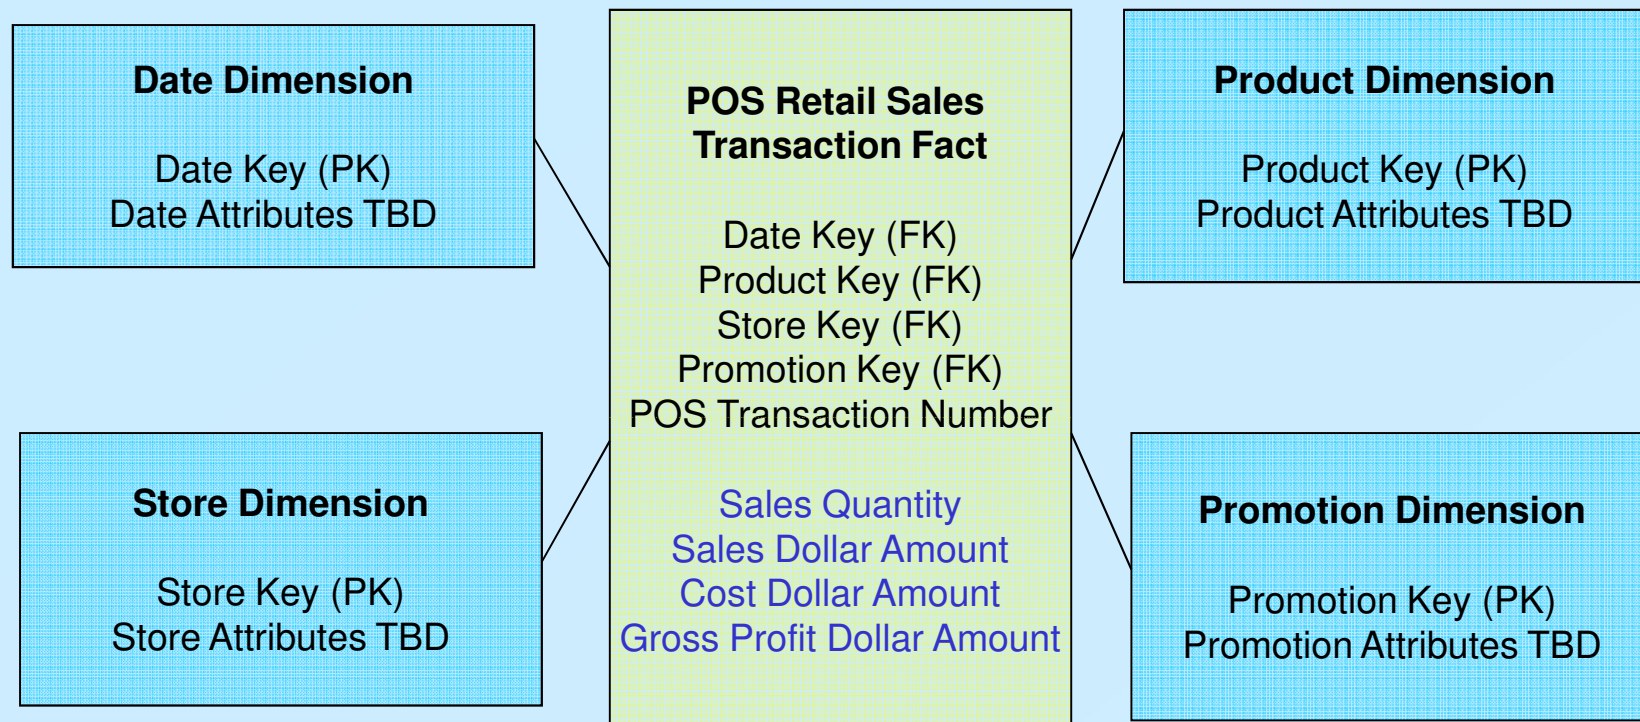 Date Dimension
Date Key (PK)
Date Attributes TBD
POS Retail Sales
Transaction Fact
Date Key (FK)
Product Key (FK)
Store Key (FK)
Promotion Key (FK)
POS Transaction Number
Sales Quantity
Sales Dollar Amount
Cost Dollar Amount
Gross Profit Dollar Amount
Product Dimension
Product Key (PK)
Product Attributes TBD
Store Dimension
Store Key (PK)
Store Attributes TBD
Promotion Dimension
Promotion Key (PK)
Promotion Attributes TBD